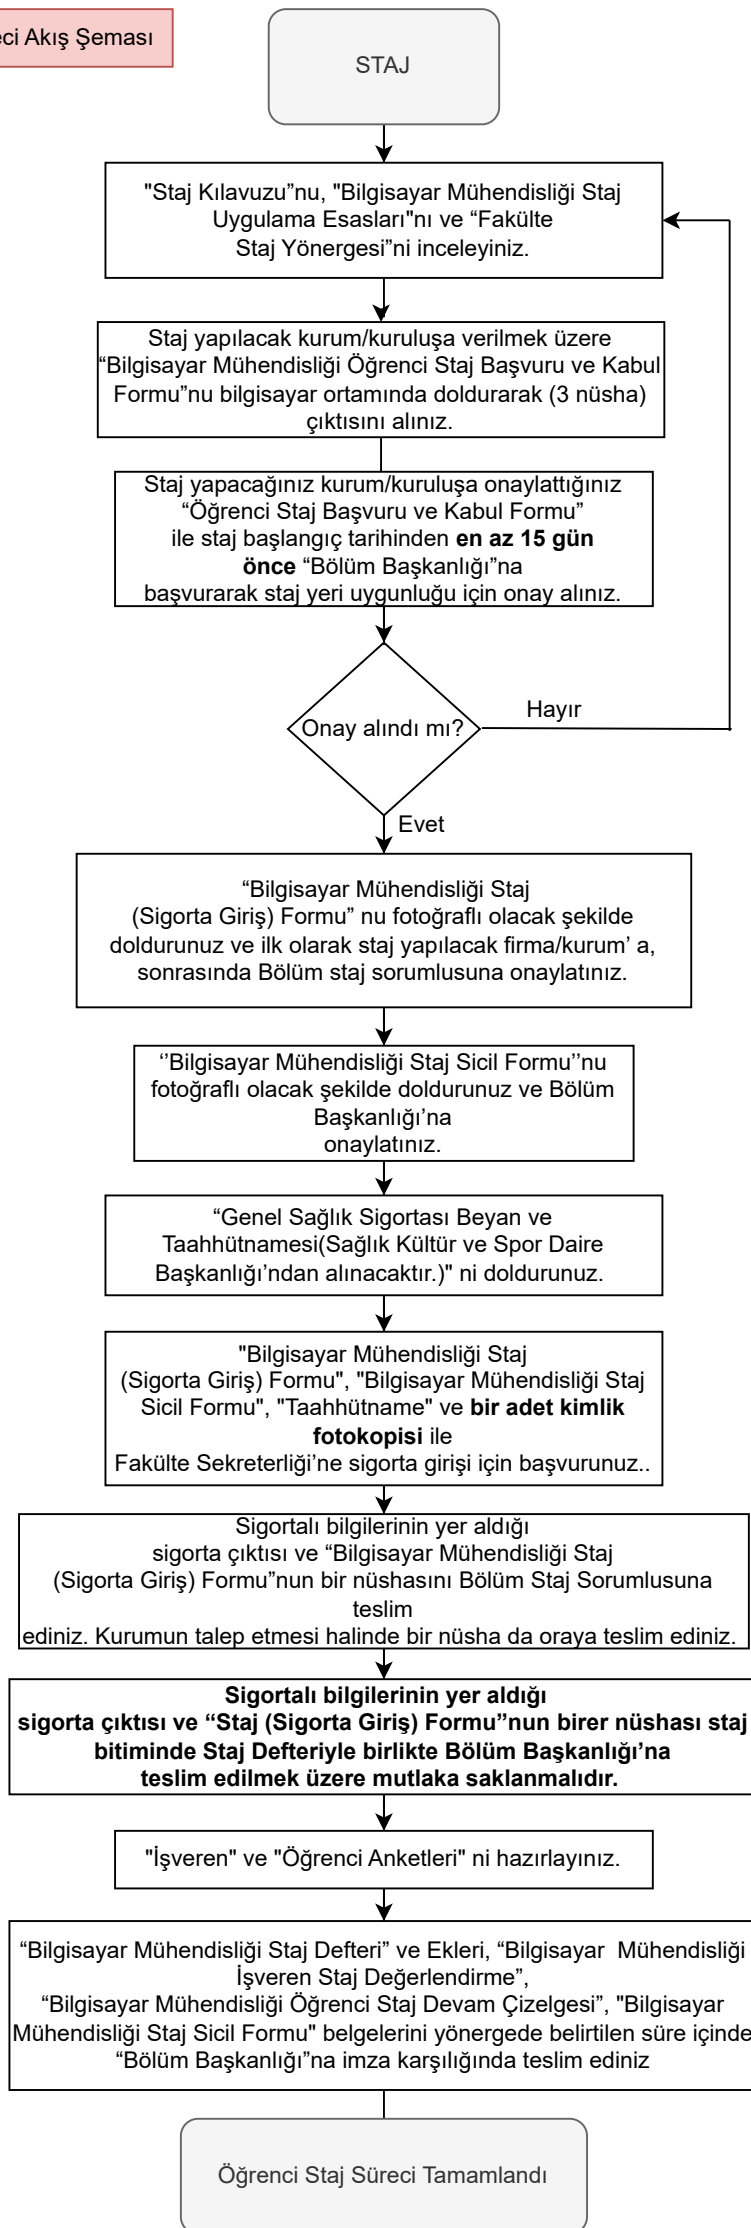 eci Akış Şeması
STAJ
"Staj Kılavuzu”nu, "Bilgisayar Mühendisliği Staj
Uygulama Esasları"nı ve “Fakülte
Staj Yönergesi”ni inceleyiniz.
Staj yapılacak kurum/kuruluşa verilmek üzere
“Bilgisayar Mühendisliği Öğrenci Staj Başvuru ve Kabul
Formu”nu bilgisayar ortamında doldurarak (3 nüsha)
çıktısını alınız.
Staj yapacağınız kurum/kuruluşa onaylattığınız
“Öğrenci Staj Başvuru ve Kabul Formu”
ile staj başlangıç tarihinden en az 15 gün
önce “Bölüm Başkanlığı”na
başvurarak staj yeri uygunluğu için onay alınız.
Hayır
Onay alındı mı?
Evet
“Bilgisayar Mühendisliği Staj
(Sigorta Giriş) Formu” nu fotoğraflı olacak şekilde
doldurunuz ve ilk olarak staj yapılacak firma/kurum’ a,
sonrasında Bölüm staj sorumlusuna onaylatınız.
‘’Bilgisayar Mühendisliği Staj Sicil Formu’’nu
fotoğraflı olacak şekilde doldurunuz ve Bölüm
Başkanlığı’na
onaylatınız.
“Genel Sağlık Sigortası Beyan ve
Taahhütnamesi(Sağlık Kültür ve Spor Daire
Başkanlığı’ndan alınacaktır.)" ni doldurunuz.
"Bilgisayar Mühendisliği Staj
(Sigorta Giriş) Formu", "Bilgisayar Mühendisliği Staj
Sicil Formu", "Taahhütname" ve bir adet kimlik
fotokopisi ile
Fakülte Sekreterliği’ne sigorta girişi için başvurunuz..
Sigortalı bilgilerinin yer aldığı
sigorta çıktısı ve “Bilgisayar Mühendisliği Staj
(Sigorta Giriş) Formu”nun bir nüshasını Bölüm Staj Sorumlusuna
teslim
ediniz. Kurumun talep etmesi halinde bir nüsha da oraya teslim ediniz.
Sigortalı bilgilerinin yer aldığı
sigorta çıktısı ve “Staj (Sigorta Giriş) Formu”nun birer nüshası staj
bitiminde Staj Defteriyle birlikte Bölüm Başkanlığı’na
teslim edilmek üzere mutlaka saklanmalıdır.
"İşveren" ve "Öğrenci Anketleri" ni hazırlayınız.
“Bilgisayar Mühendisliği Staj Defteri” ve Ekleri, “Bilgisayar  Mühendisliği
İşveren Staj Değerlendirme”,
“Bilgisayar Mühendisliği Öğrenci Staj Devam Çizelgesi”, "Bilgisayar
Mühendisliği Staj Sicil Formu" belgelerini yönergede belirtilen süre içinde
“Bölüm Başkanlığı”na imza karşılığında teslim ediniz
Öğrenci Staj Süreci Tamamlandı